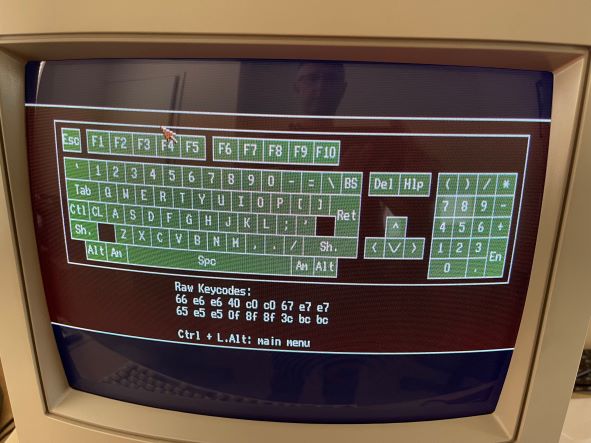 Esc F1 F2 F3 F4 F5 F6 F7 F8 F9 F10
` 1 2 3 4 5 6 7 8 9 0 - = \ BS Del Hlp ( ) / *
Tab Q W E R T Y U I O P [ ] 7 8 9 -
Ctl CL A S D F G H J K L ; ' Ret ^ 4 5 6 +
Sh. Z X C V B N M , . / Sh. < V > 1 2 3 En
Alt Am Spc Am Alt 0 .
Raw Keycodes:
66 e6 e6 40 c0 c0 67 e7 e7
65 e5 e5 0f 8f 8f 3c bc bc
Ctrl + L.Alt: main menu